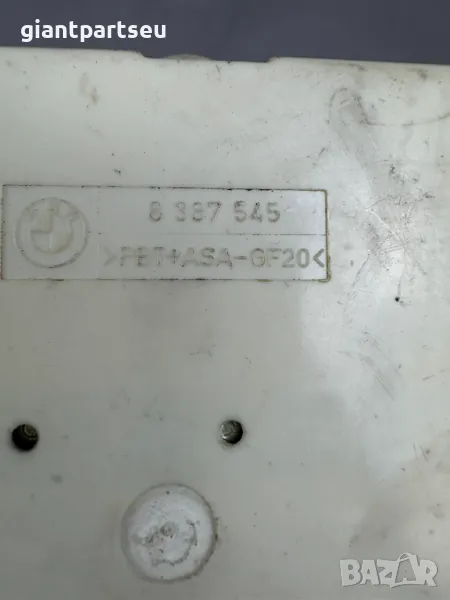 giantpartseu
8 387 545
>PBT+ASA-GF20<
BAZAR